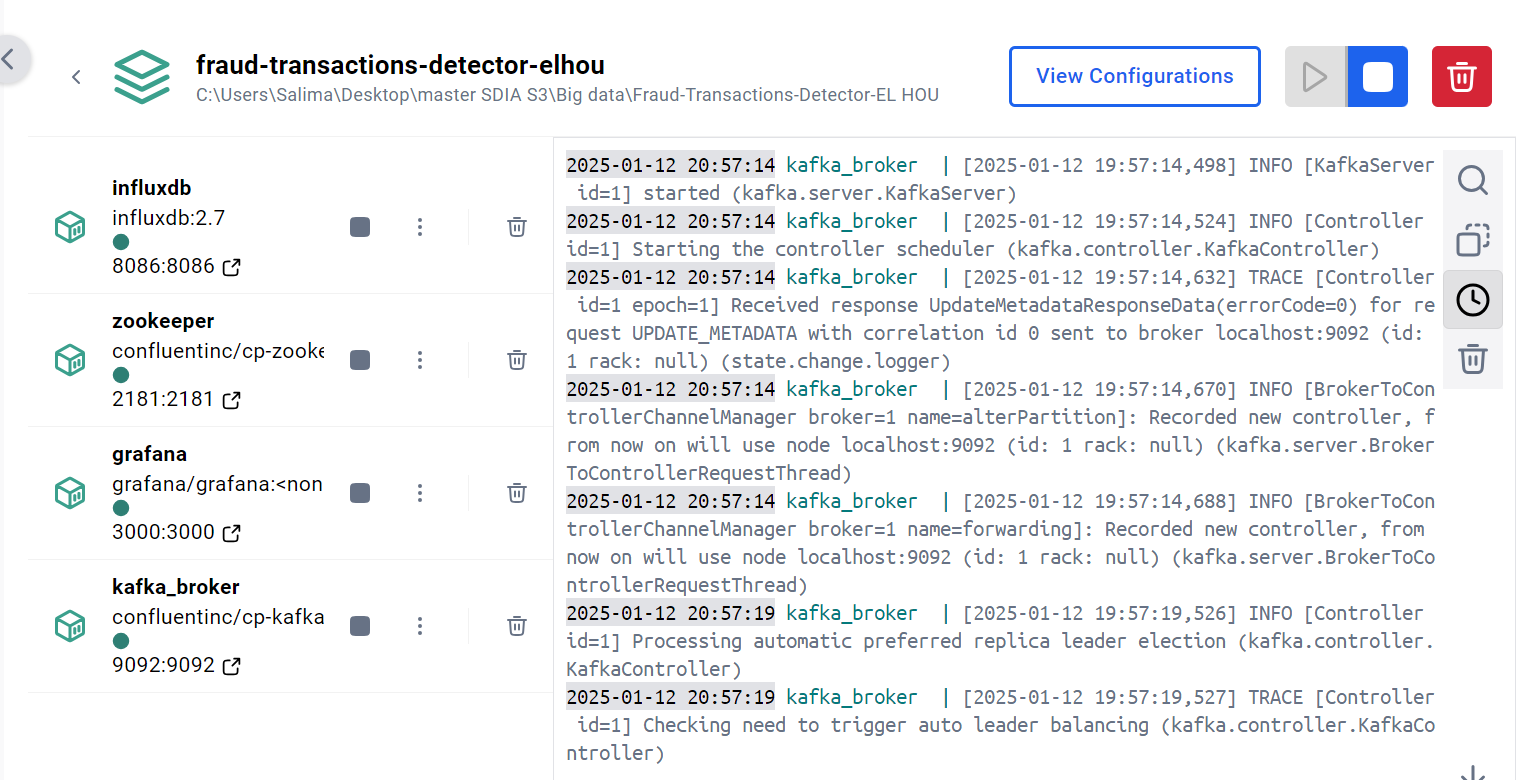 fraud-transactions-detector-elhou
C:\Users\Salima\Desktop\master SDIA S3\Big data\Fraud-Transactions-Detector-EL HOU
View Configurations
influxdb
influxdb:2.7
8086:8086
zookeeper
confluentinc/cp-zooke
2181:2181
grafana
grafana/grafana:<non
3000:3000
kafka_broker
confluentinc/cp-kafka
9092:9092
2025-01-12 20:57:14 kafka_broker | [2025-01-12 19:57:14,498] INFO [KafkaServer
id=1] started (kafka.server.KafkaServer)
2025-01-12 20:57:14 kafka_broker | [2025-01-12 19:57:14,524] INFO [Controller
id=1] Starting the controller scheduler (kafka.controller.KafkaController)
2025-01-12 20:57:14 kafka_broker | [2025-01-12 19:57:14,632] TRACE [Controller
id=1 epoch=1] Received response UpdateMetadataResponseData(errorCode=0) for re
quest UPDATE_METADATA with correlation id 0 sent to broker localhost:9092 (id:
1 rack: null) (state.change.logger)
2025-01-12 20:57:14 kafka_broker | [2025-01-12 19:57:14,670] INFO [BrokerToCon
trollerChannelManager broker=1 name=alterPartition]: Recorded new controller, f
rom now on will use node localhost:9092 (id: 1 rack: null) (kafka.server.Broker
ToControllerRequestThread)
2025-01-12 20:57:14 kafka_broker | [2025-01-12 19:57:14,688] INFO [BrokerToCon
trollerChannelManager broker=1 name=forwarding]: Recorded new controller, from
now on will use node localhost:9092 (id: 1 rack: null) (kafka.server.BrokerToCo
ntrollerRequestThread)
2025-01-12 20:57:19 kafka_broker | [2025-01-12 19:57:19,526] INFO [Controller
id=1] Processing automatic preferred replica leader election (kafka.controller.
KafkaController)
2025-01-12 20:57:19 kafka_broker | [2025-01-12 19:57:19,527] TRACE [Controller
id=1] Checking need to trigger auto leader balancing (kafka.controller.KafkaCo
ntroller)